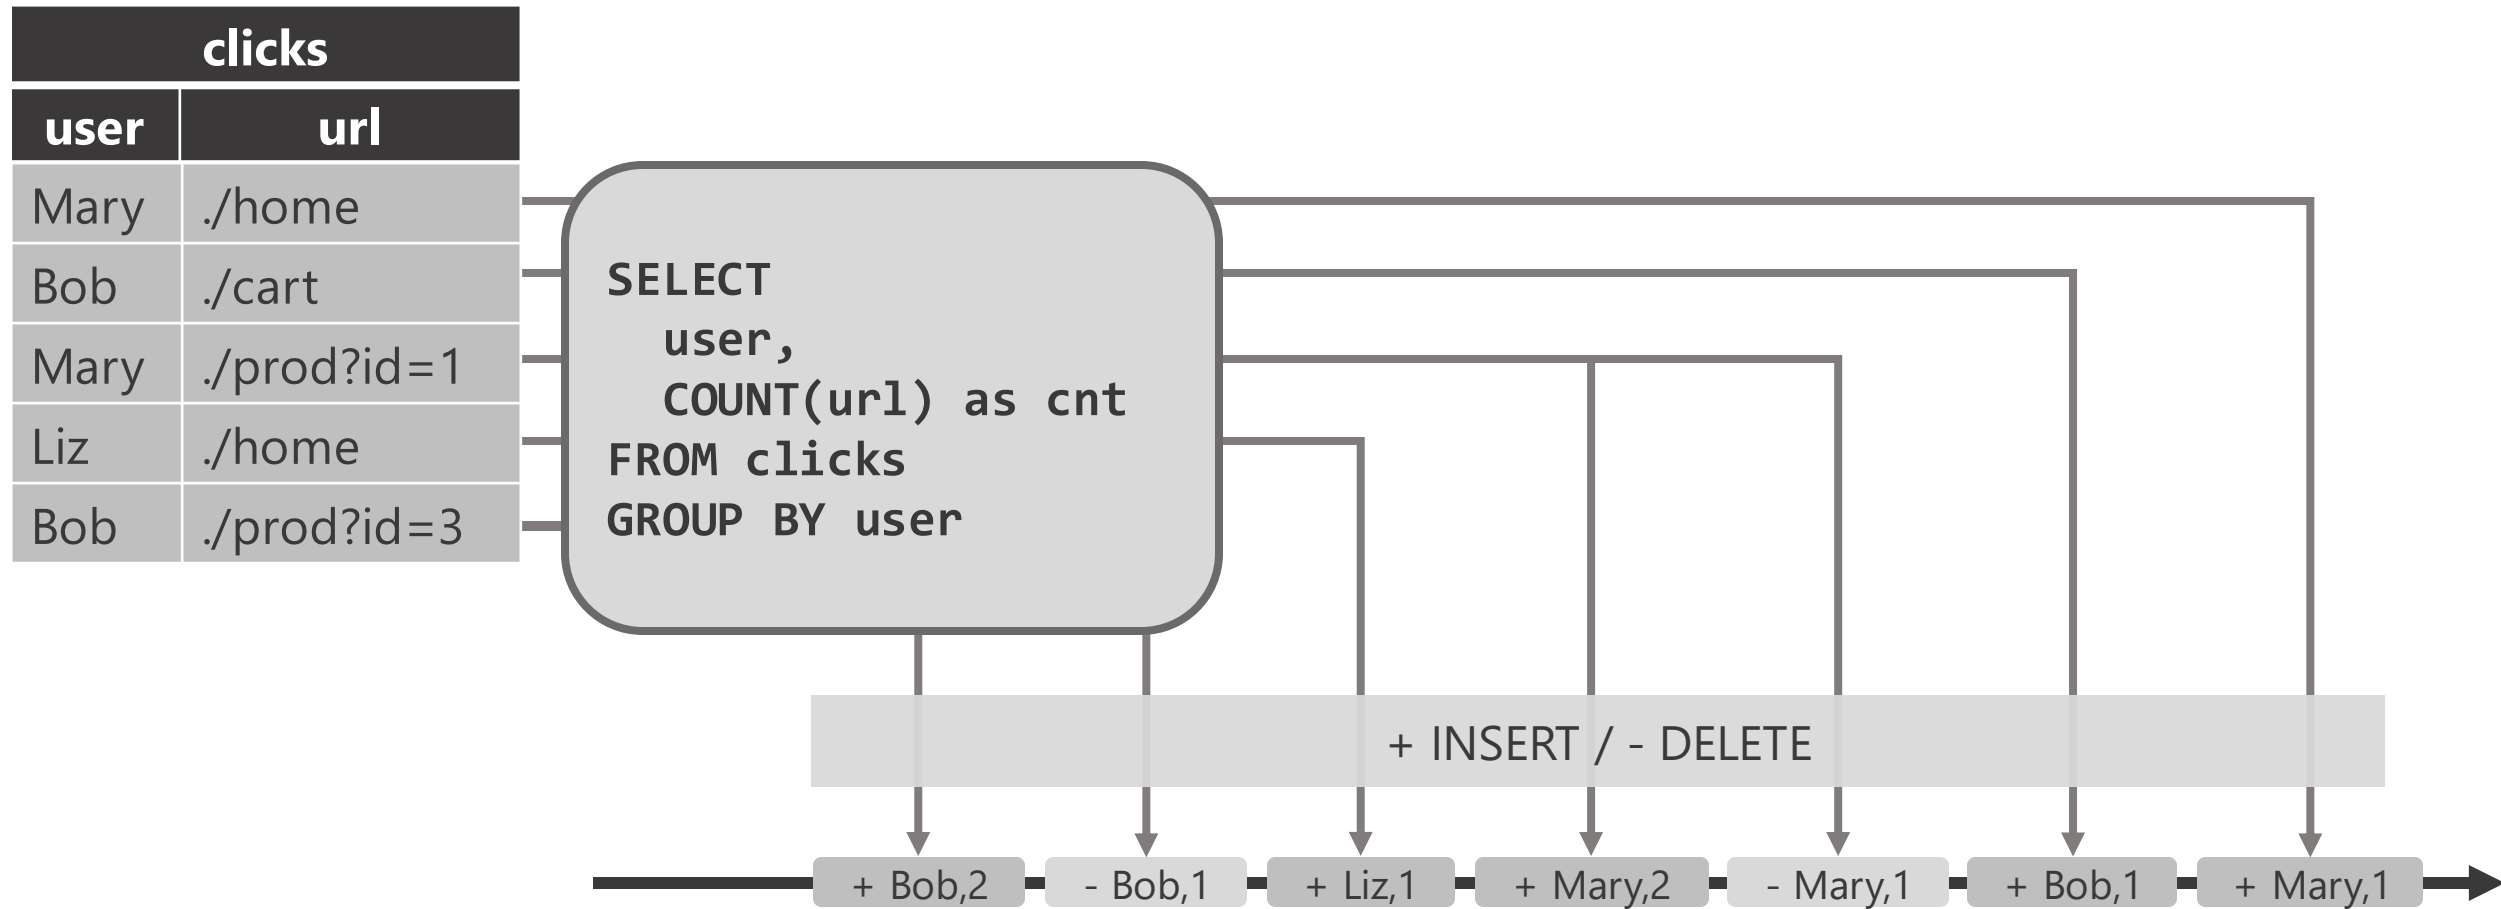 clicks
user url
Mary ./home
Bob ./cart
Mary ./prod?id=1
Liz ./home
Bob ./prod?id=3
SELECT
user,
COUNT(url) as cnt
FROM clicks
GROUP BY user
+ INSERT / - DELETE
+ Bob,2 - Bob,1 + Liz,1 + Mary,2 - Mary,1 + Bob,1 + Mary,1